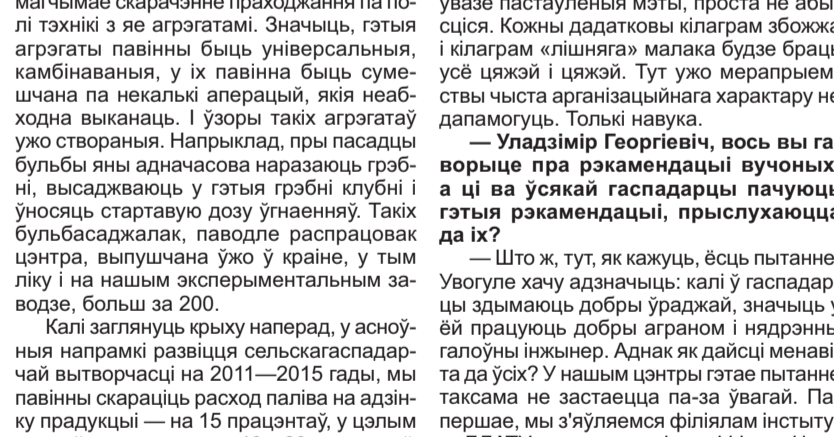 магчымае скарачэнне праходжання па по-
лі тэхнікі з яе агрэгатамі. Значыць, гэтыя
агрэгаты павінны быць універсальныя,
камбінаваныя, у іх павінна быць суме-
шчана па некалькі аперацый, якія неаб-
ходна выканаць. І ўзоры такіх агрэгатаў
ужо створаныя. Напрыклад, пры пасадцы
бульбы яны адначасова наразаюць грэб-
ні, высаджваюць у гэтыя грэбні клубні і
ўносяць стартавую дозу ўгнаенняў. Такіх
бульбасаджалак, паводле распрацовак
цэнтра, выпушчана ўжо ў краіне, у тым
ліку і на нашым эксперыментальным за-
водзе, больш за 200.
Калі заглянуць крыху наперад, у асноў-
ныя напрамкі развіцця сельскагаспадар-
чай вытворчасці на 2011—2015 гады, мы
павінны скараціць расход паліва на адзін-
ку прадукцыі — на 15 працэнтаў, у цэлым
увазе пастаўленыя мэты, проста не абы
сціся. Кожны дадатковы кілаграм збожжа
і кілаграм «лішняга» малака будзе браць
усё цяжэй і цяжэй. Тут ужо мерапрыем
ствы чыста арганізацыйнага характару не
дапамогуць. Толькі навука.
— Уладзімір Георгіевіч, вось вы га
ворыце пра рэкамендацыі вучоных
а ці ва ўсякай гаспадарцы пачуюць
гэтыя рэкамендацыі, прыслухаюцца
да іх?
— Што ж, тут, як кажуць, ёсць пытанне
Увогуле хачу адзначыць: калі ў гаспадар
цы здымаюць добры ўраджай, значыць у
ёй працуюць добры аграном і нядрэнны
галоўны інжынер. Аднак як дайсці менаві
та да ўсіх? У нашым цэнтры гэтае пытанне
таксама не застаецца па-за ўвагай. Па
першае, мы з'яўляемся філіялам інстыту